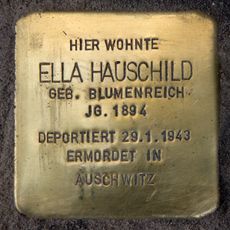 HIER WOHNTE
ELLA HAUSCHILD
GEB. BLUMENREICH
JG. 1894
DEPORTIERT 29.1.1943
ERMORDET IN
AUSCHWITZ